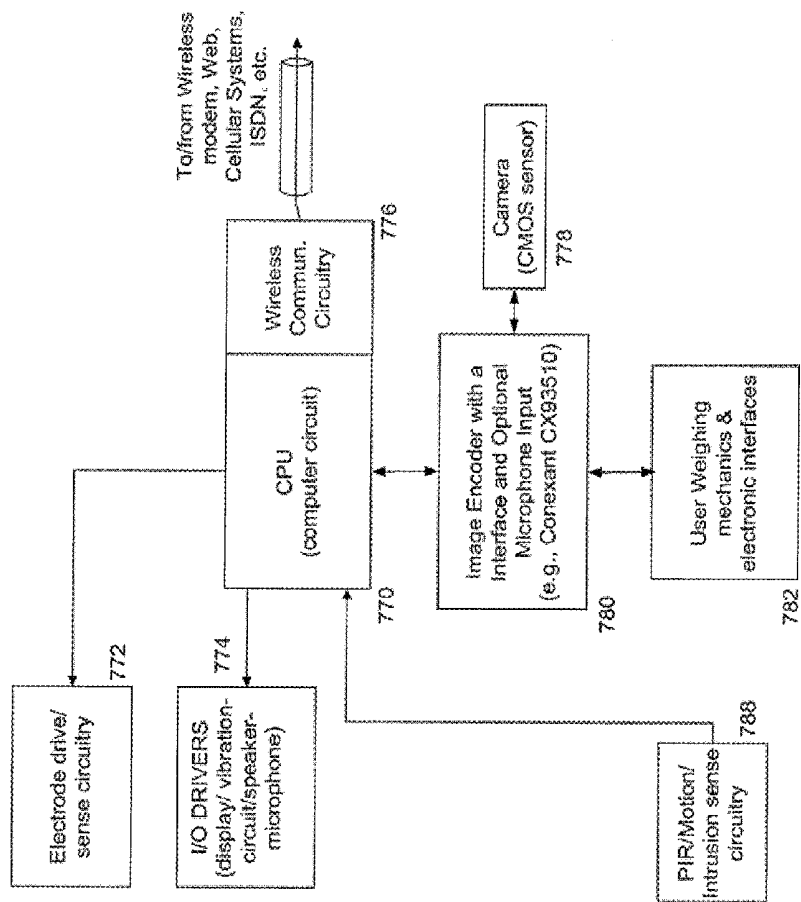 Electrode drive/
sense circuitry
772
I/O DRIVERS
(display/ vibration-
circuit/speaker-
microphone)
774
PIR/Motion/
Intrusion sense
circuitry
788
CPU
(computer circuit)
770
Wireless
Commun.
Circuitry
776
To/from Wireless
modem, Web,
Cellular Systems,
ISDN, etc.
Image Encoder with a
Interface and Optional
Microphone Input
(e.g., Conexant CX93510)
780
Camera
(CMOS sensor)
778
User Weighing
mechanics &
electronic interfaces
782